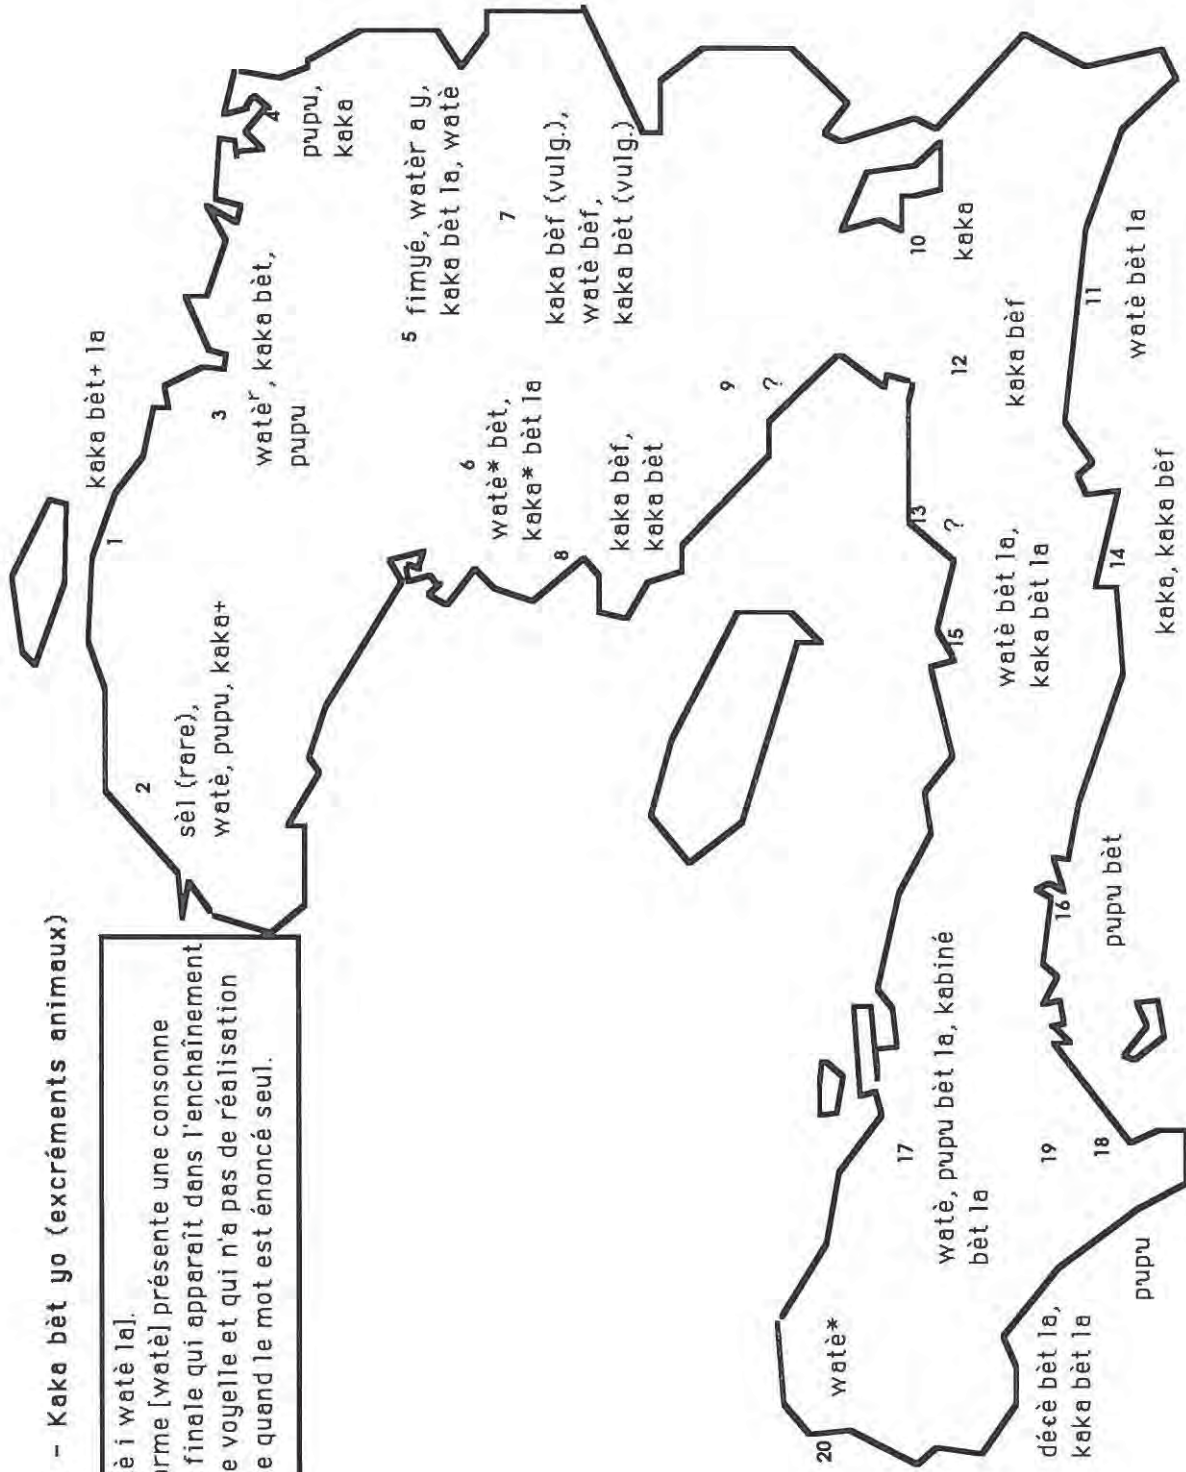 - Kaka bèt yo (excréments animaux)
è i watè la].
rme [watè] présente une consonne
finale qui apparaît dans l'enchaînement
e voyelle et qui n'a pas de réalisation
e quand le mot est énoncé seul.
1
kaka bèt+ la
2
sèl (rare),
watè, pupu, kaka+
3
watèʳ, kaka bèt,
pupu
4
pupu,
kaka
5 fimyé, watèr a y,
kaka bèt la, watè
6
watè* bèt,
kaka* bèt la
7
kaka bèf (vulg.),
watè bèf,
kaka bèt (vulg.)
8
kaka bèf,
kaka bèt
9
?
10
kaka
11
watè bèt la
12
kaka bèf
13
?
14
kaka, kaka bèf
15
watè bèt la,
kaka bèt la
16
pupu bèt
17
watè, pupu bèt la, kabiné
bèt la
18
pupu
19
déɛè bèt la,
kaka bèt la
20
watè*